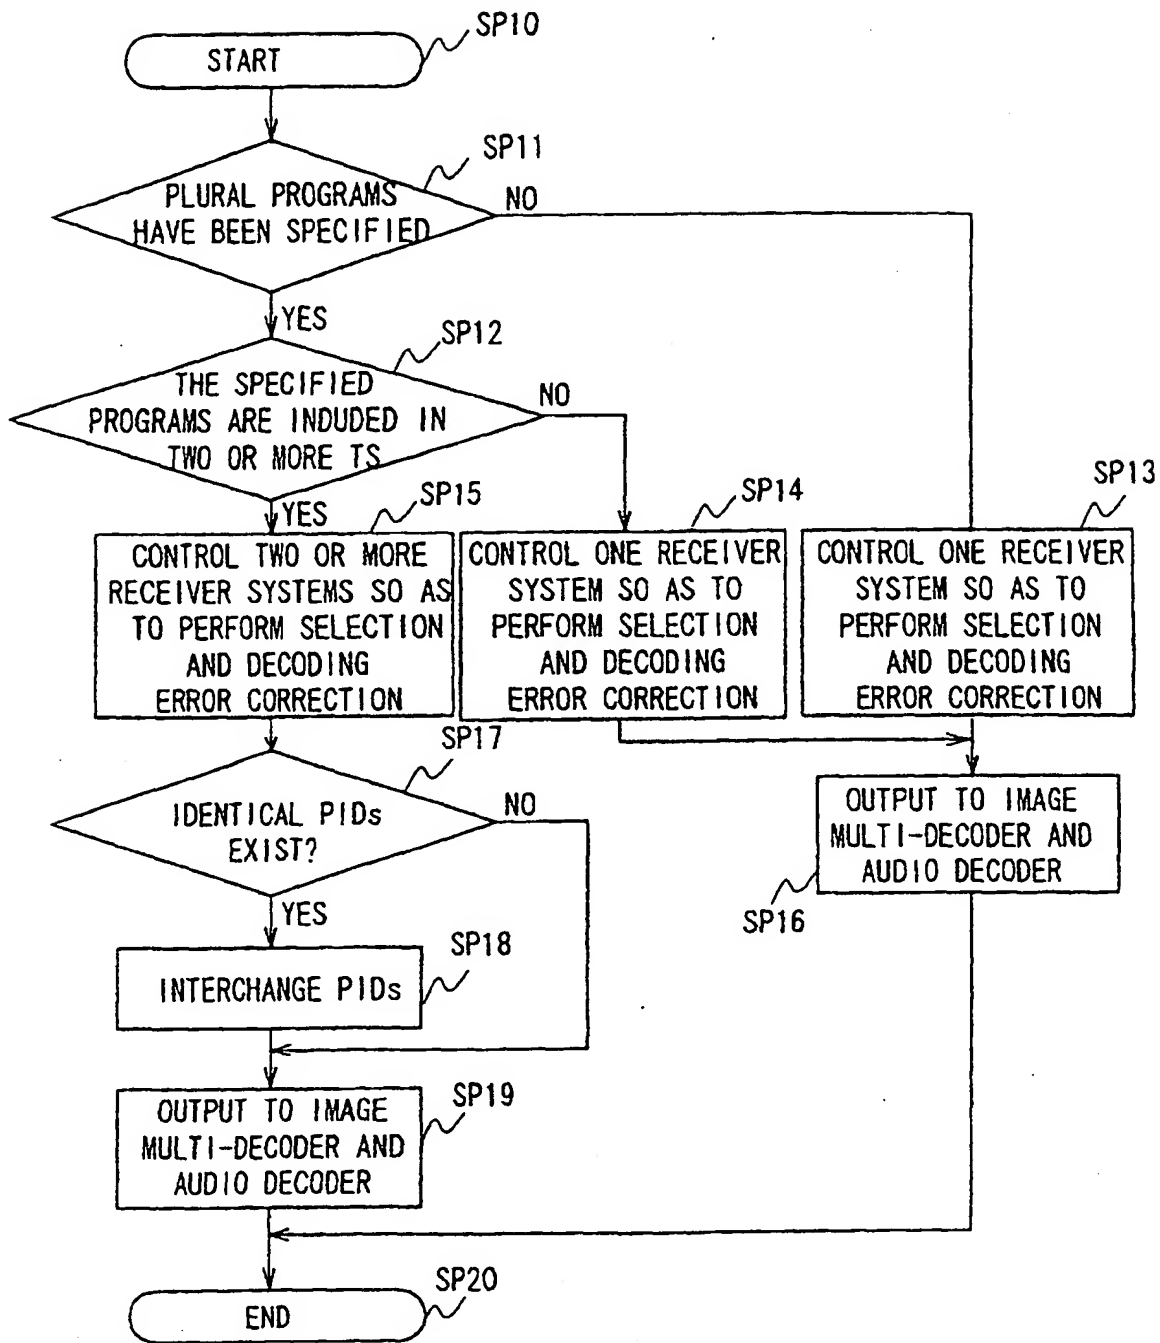 SP10
START
SP11
PLURAL PROGRAMS
HAVE BEEN SPECIFIED
NO
YES
SP12
THE SPECIFIED
PROGRAMS ARE INDUDED IN
TWO OR MORE TS
NO
YES
SP15
CONTROL TWO OR MORE
RECEIVER SYSTEMS SO AS
TO PERFORM SELECTION
AND DECODING
ERROR CORRECTION
SP14
CONTROL ONE RECEIVER
SYSTEM SO AS TO
PERFORM SELECTION
AND DECODING
ERROR CORRECTION
SP13
CONTROL ONE RECEIVER
SYSTEM SO AS TO
PERFORM SELECTION
AND DECODING
ERROR CORRECTION
SP17
IDENTICAL PIDs
EXIST?
NO
YES
OUTPUT TO IMAGE
MULTI-DECODER AND
AUDIO DECODER
SP16
SP18
INTERCHANGE PIDs
SP19
OUTPUT TO IMAGE
MULTI-DECODER AND
AUDIO DECODER
SP20
END